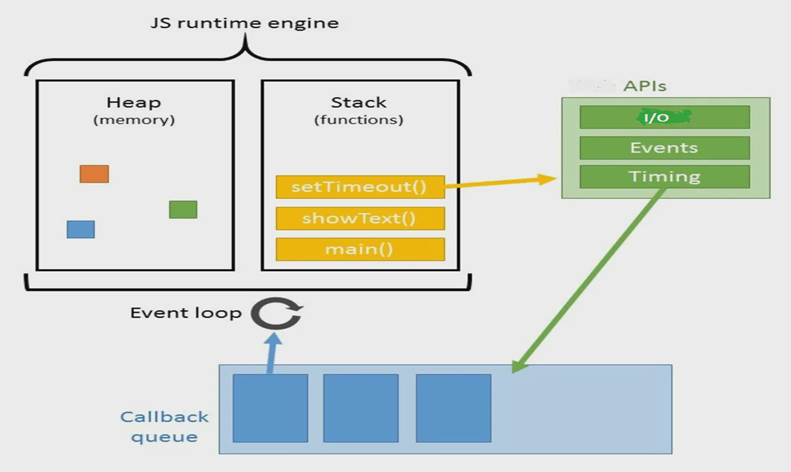 JS runtime engine
Heap
(memory)
Stack
(functions)
setTimeout()
showText()
main()
APIs
I/O
Events
Timing
Event loop
Callback
queue